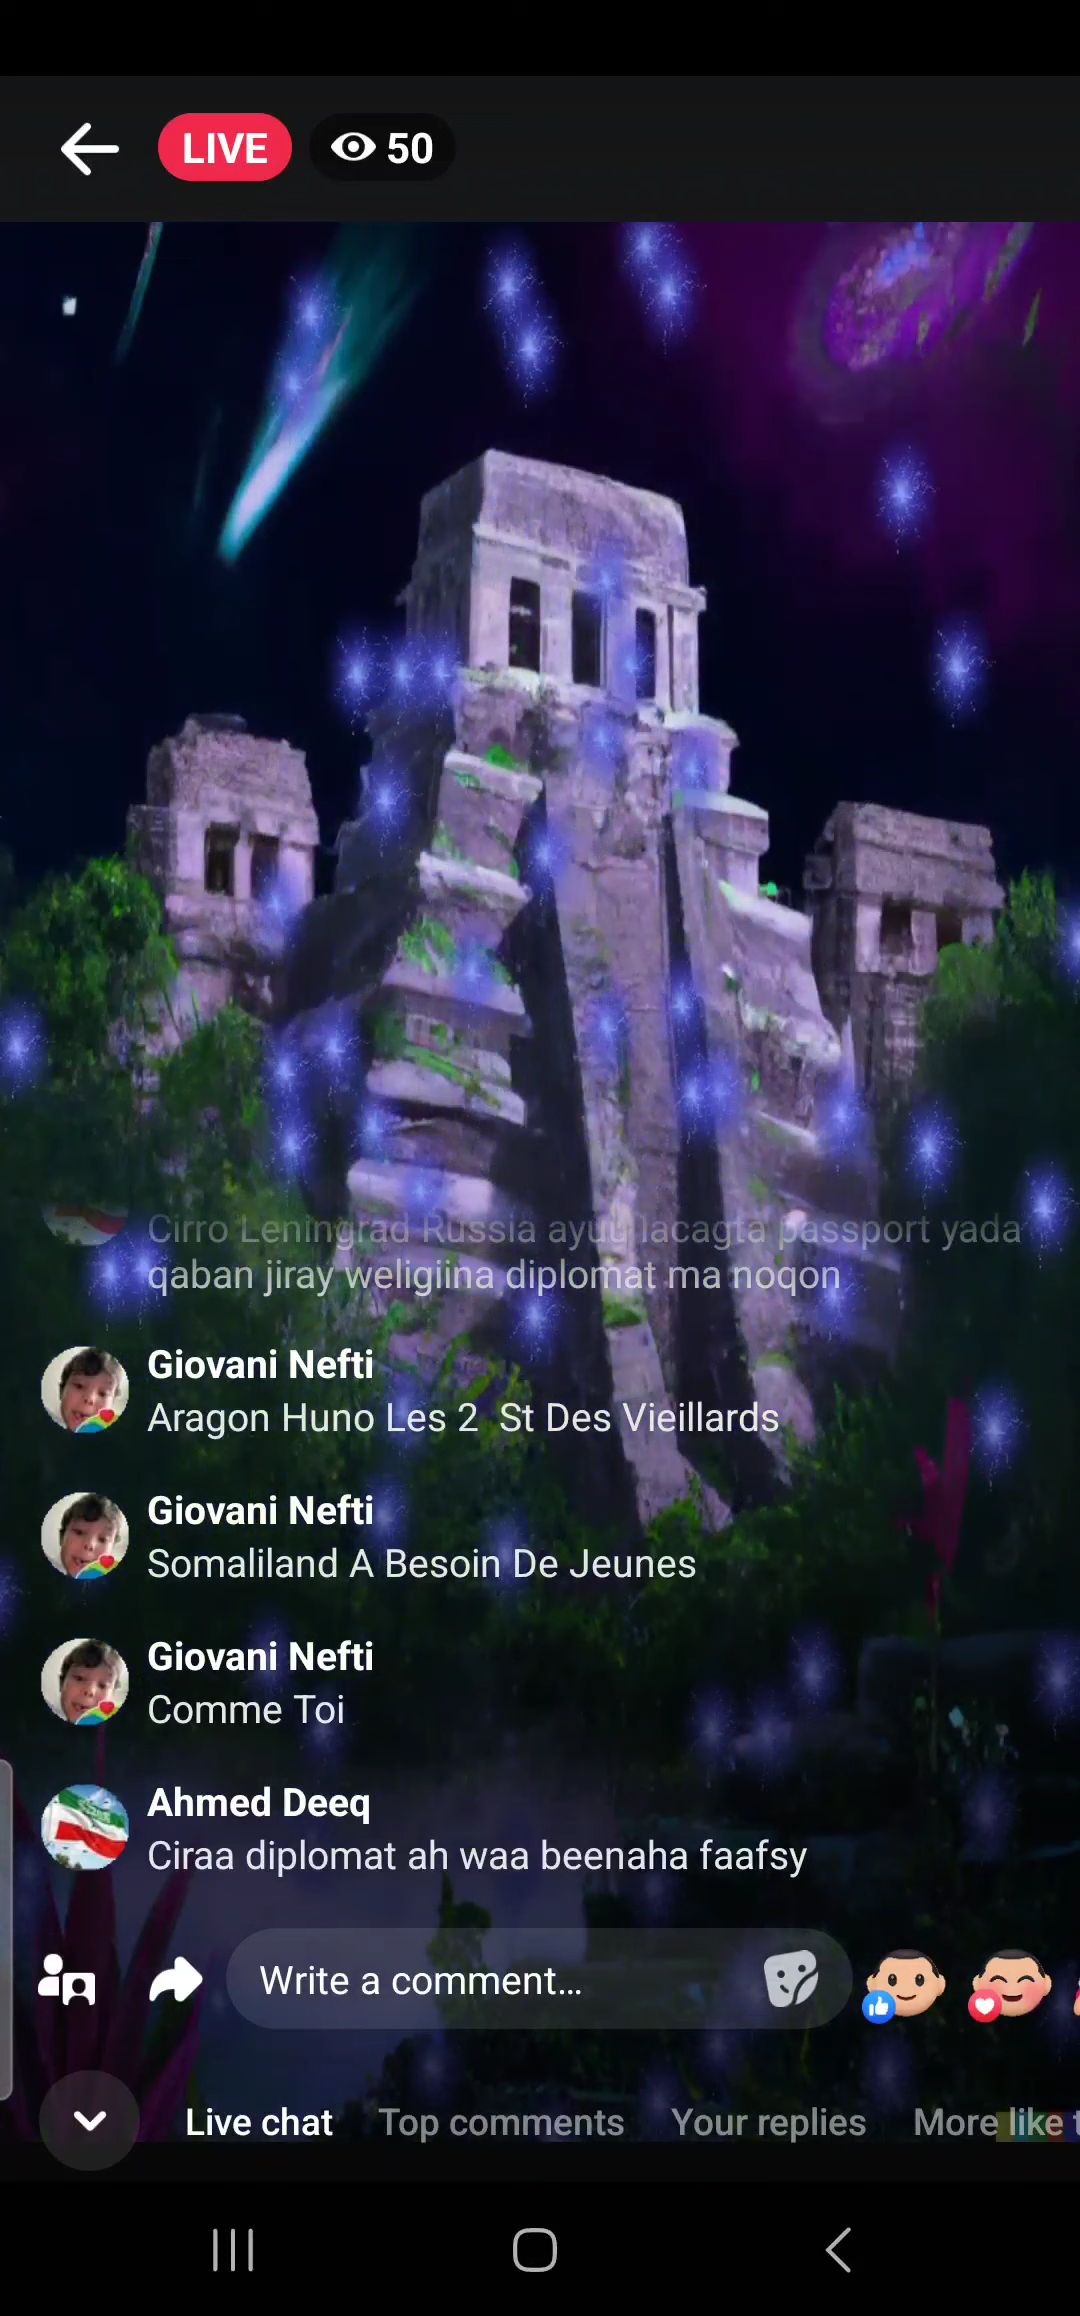 LIVE 50
Cirro Leningrad Russia ayuu lacagta passport yada
qaban jiray weligiina diplomat ma noqon
Giovani Nefti
Aragon Huno Les 2  St Des Vieillards
Giovani Nefti
Somaliland A Besoin De Jeunes
Giovani Nefti
Comme Toi
Ahmed Deeq
Ciraa diplomat ah waa beenaha faafsy
Write a comment...
Live chat Top comments Your replies More like t